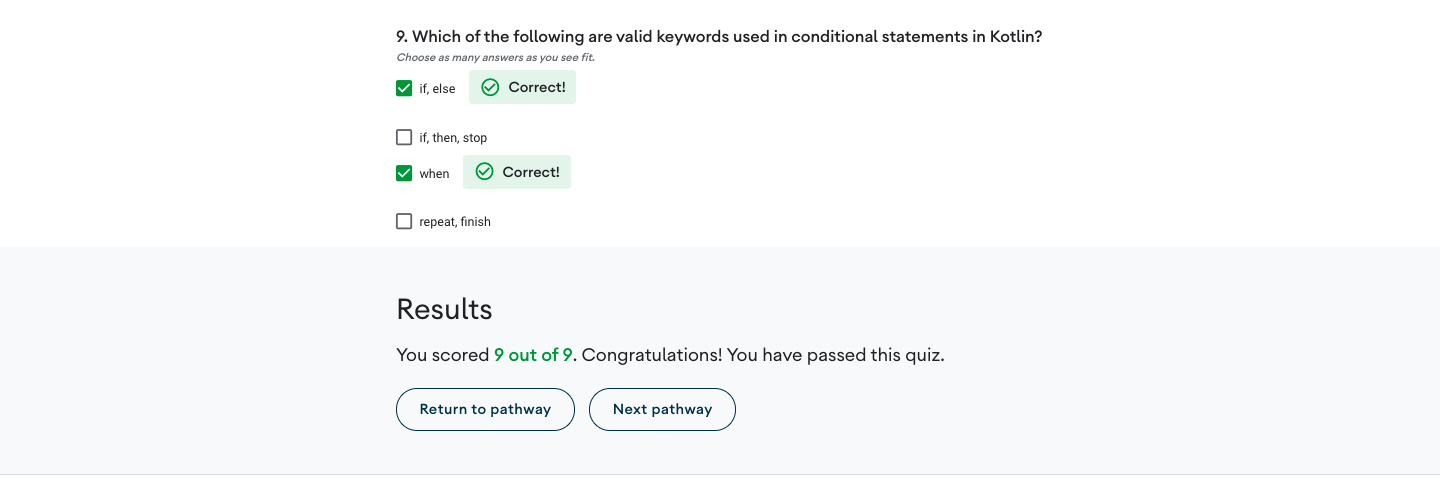 9. Which of the following are valid keywords used in conditional statements in Kotlin?
Choose as many answers as you see fit.
if, else
Correct!
if, then, stop
when
Correct!
repeat, finish
Results
You scored 9 out of 9. Congratulations! You have passed this quiz.
Return to pathway
Next pathway